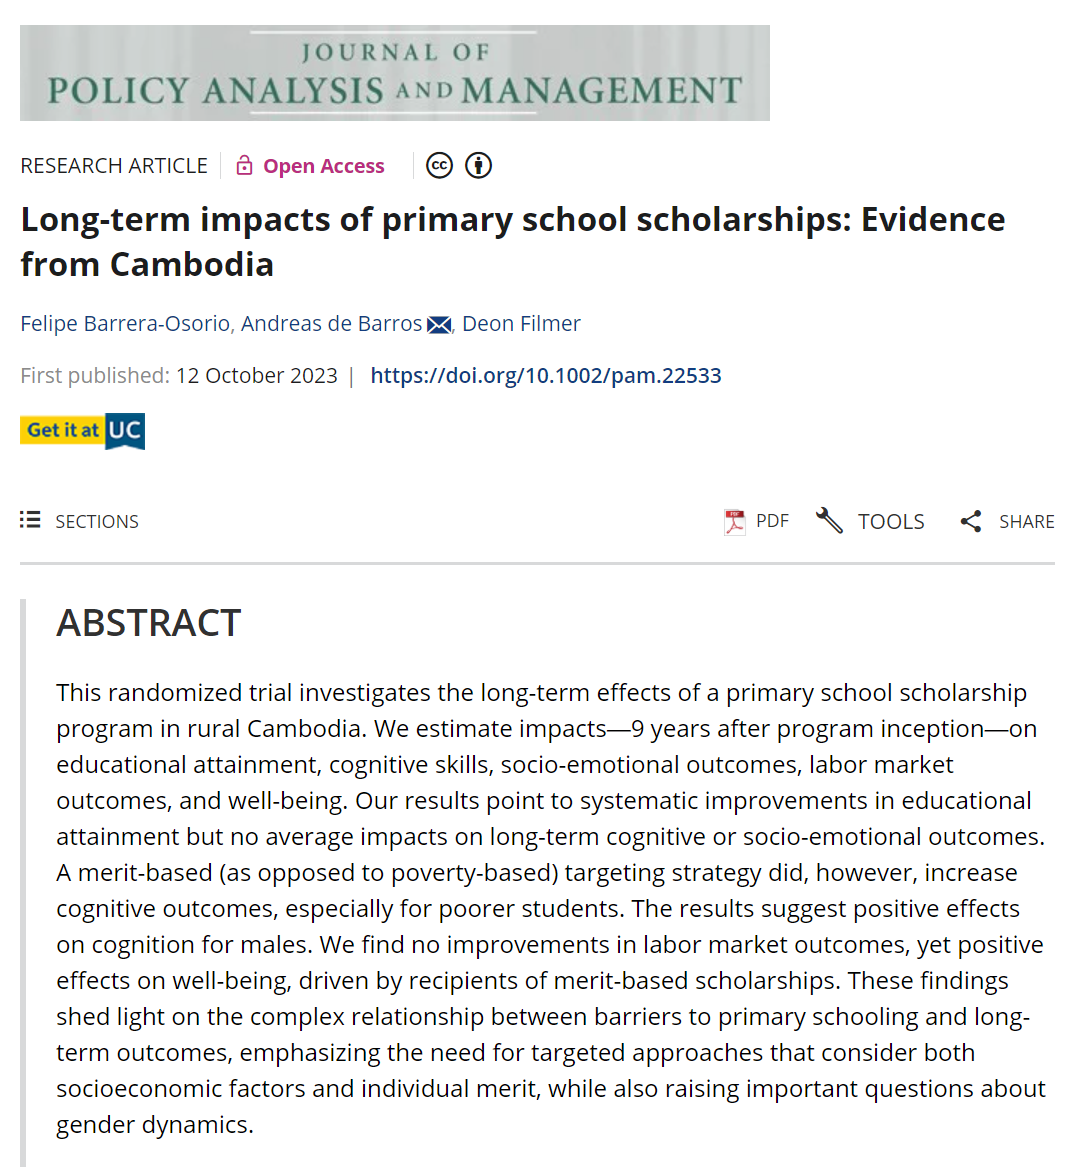 JOURNAL OF
POLICY ANALYSIS AND MANAGEMENT
RESEARCH ARTICLE Open Access cc
Long-term impacts of primary school scholarships: Evidence
from Cambodia
Felipe Barrera-Osorio, Andreas de Barros , Deon Filmer
First published: 12 October 2023 | https://doi.org/10.1002/pam.22533
Get it at UC
SECTIONS PDF TOOLS SHARE
ABSTRACT
This randomized trial investigates the long-term effects of a primary school scholarship
program in rural Cambodia. We estimate impacts—9 years after program inception—on
educational attainment, cognitive skills, socio-emotional outcomes, labor market
outcomes, and well-being. Our results point to systematic improvements in educational
attainment but no average impacts on long-term cognitive or socio-emotional outcomes.
A merit-based (as opposed to poverty-based) targeting strategy did, however, increase
cognitive outcomes, especially for poorer students. The results suggest positive effects
on cognition for males. We find no improvements in labor market outcomes, yet positive
effects on well-being, driven by recipients of merit-based scholarships. These findings
shed light on the complex relationship between barriers to primary schooling and long-
term outcomes, emphasizing the need for targeted approaches that consider both
socioeconomic factors and individual merit, while also raising important questions about
gender dynamics.